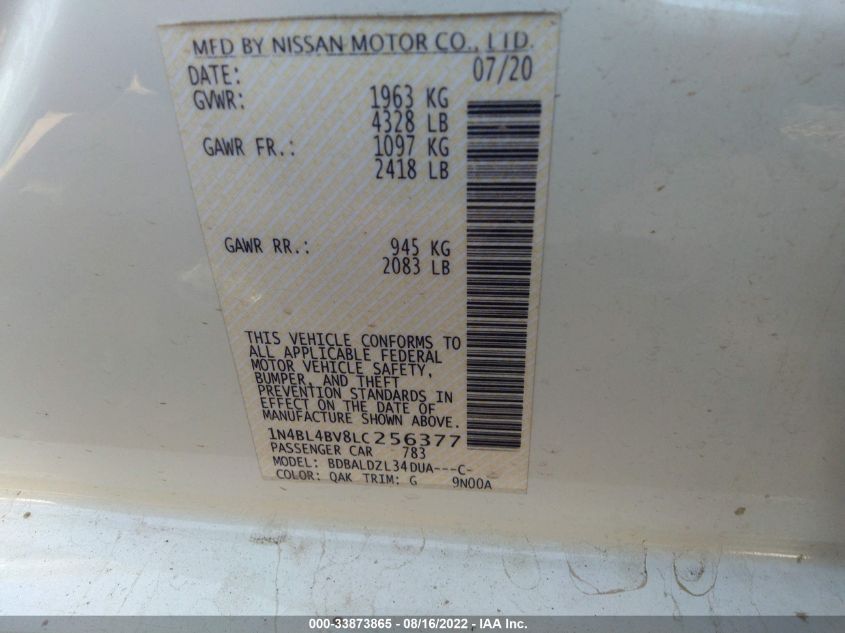 MFD BY NISSAN MOTOR CO., LTD.
DATE: 07/20
GVWR: 1963 KG
4328 LB
GAWR FR.: 1097 KG
2418 LB
GAWR RR.: 945 KG
2083 LB
THIS VEHICLE CONFORMS TO
ALL APPLICABLE FEDERAL
MOTOR VEHICLE SAFETY,
BUMPER, AND THEFT
PREVENTION STANDARDS IN
EFFECT ON THE DATE OF
MANUFACTURE SHOWN ABOVE.
1N4BL4BV8LC256377
PASSENGER CAR 783
MODEL: BDBALDZL34DUA---C-
COLOR: QAK TRIM: G 9N00A
000-33873865 - 08/16/2022 - IAA Inc.